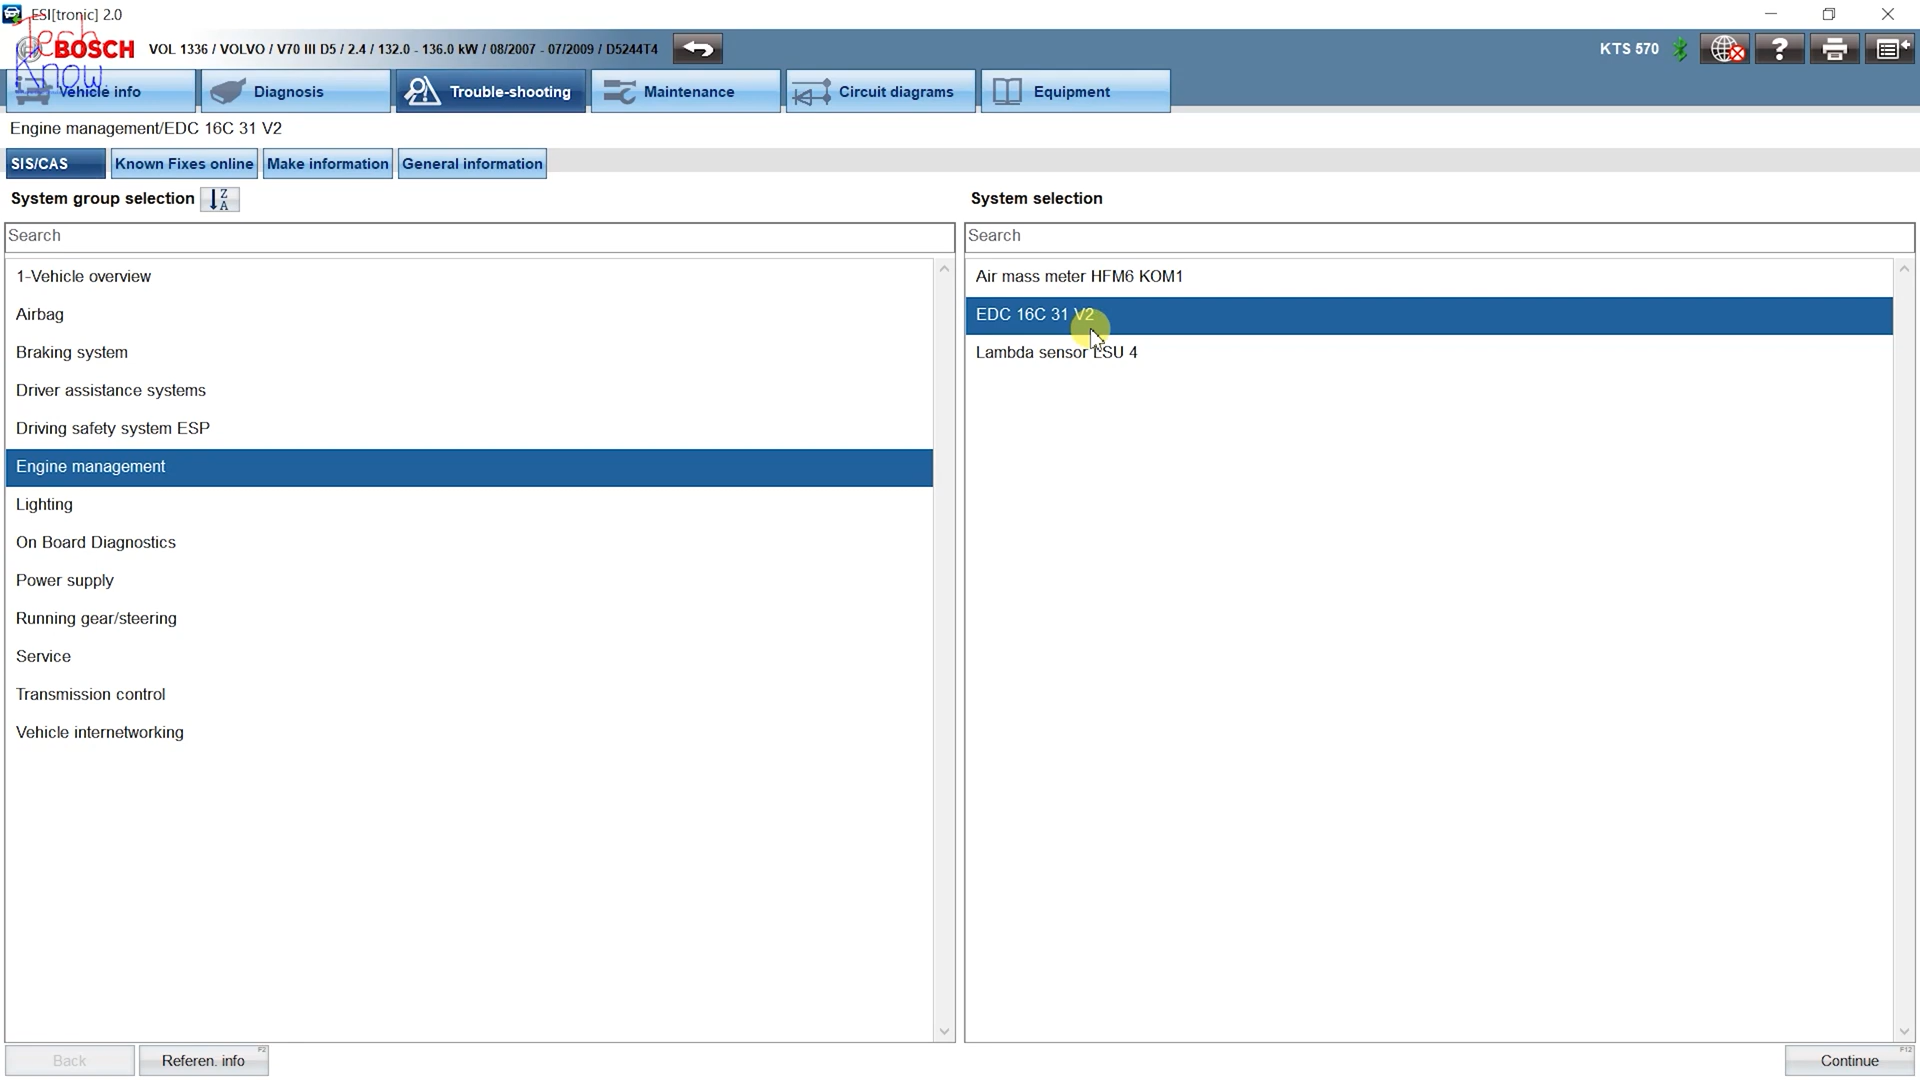 ESI[tronic] 2.0
Tech
Know
BOSCH
VOL 1336 / VOLVO / V70 III D5 / 2.4 / 132.0 - 136.0 kW / 08/2007 - 07/2009 / D5244T4
KTS 570
?
Vehicle info
Diagnosis
Trouble-shooting
Maintenance
Circuit diagrams
Equipment
Engine management/EDC 16C 31 V2
SIS/CAS
Known Fixes online
Make information
General information
System group selection
Z
A
Search
1-Vehicle overview
Airbag
Braking system
Driver assistance systems
Driving safety system ESP
Engine management
Lighting
On Board Diagnostics
Power supply
Running gear/steering
Service
Transmission control
Vehicle internetworking
System selection
Search
Air mass meter HFM6 KOM1
EDC 16C 31 V2
Lambda sensor LSU 4
Back
Referen. info
F2
Continue
F12